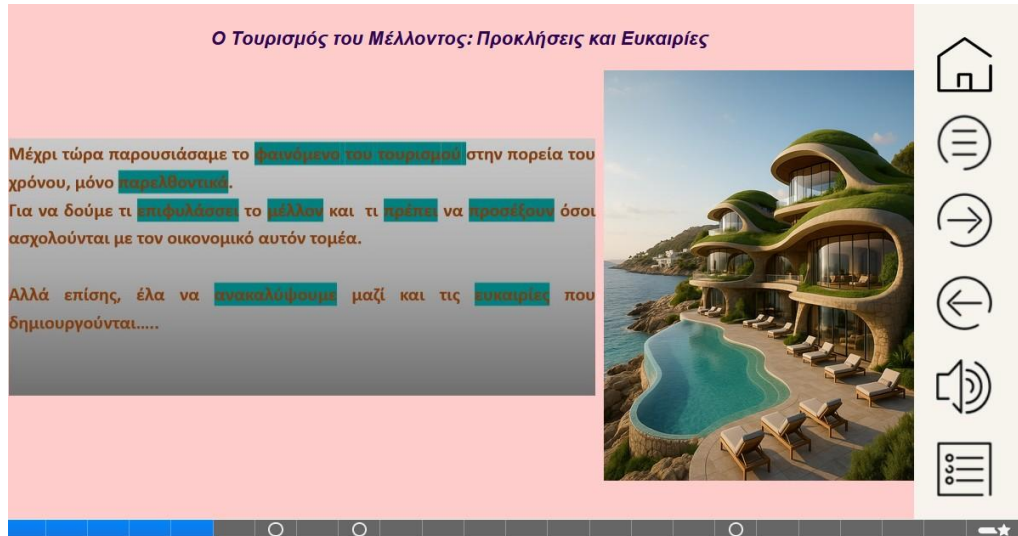 Ο Τουρισμός του Μέλλοντος: Προκλήσεις και Ευκαιρίες
Μέχρι τώρα παρουσιάσαμε το φαινόμενο του τουρισμού στην πορεία του
χρόνου, μόνο παρελθοντικά.
Για να δούμε τι επιφυλάσσει το μέλλον και τι πρέπει να προσέξουν όσοι
ασχολούνται με τον οικονομικό αυτόν τομέα.
Αλλά επίσης, έλα να ανακαλύψουμε μαζί και τις ευκαιρίες που
δημιουργούνται.....